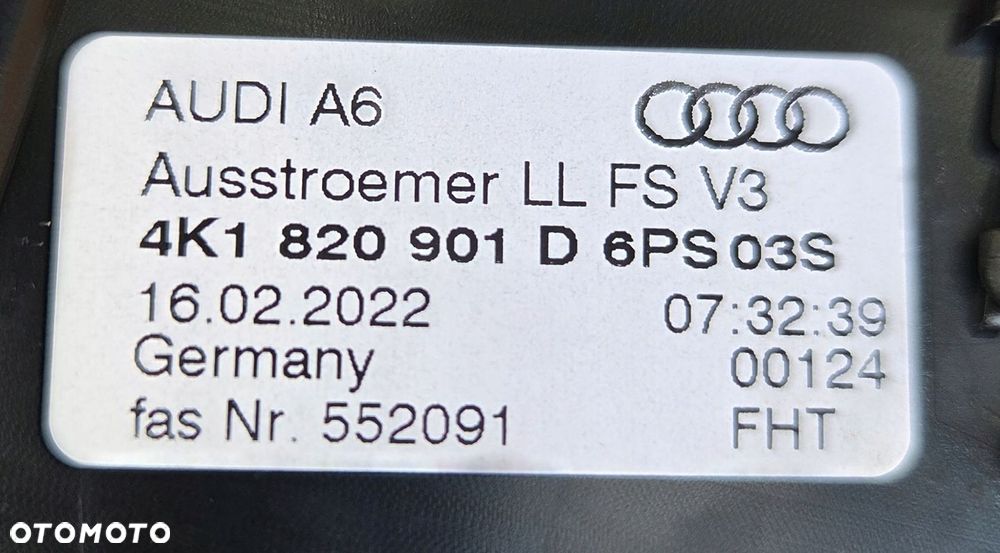 AUDI A6
Ausstroemer LL FS V3
4K1 820 901 D 6PS 03S
16.02.2022 07:32:39
Germany 00124
fas Nr. 552091 FHT
OTOMOTO